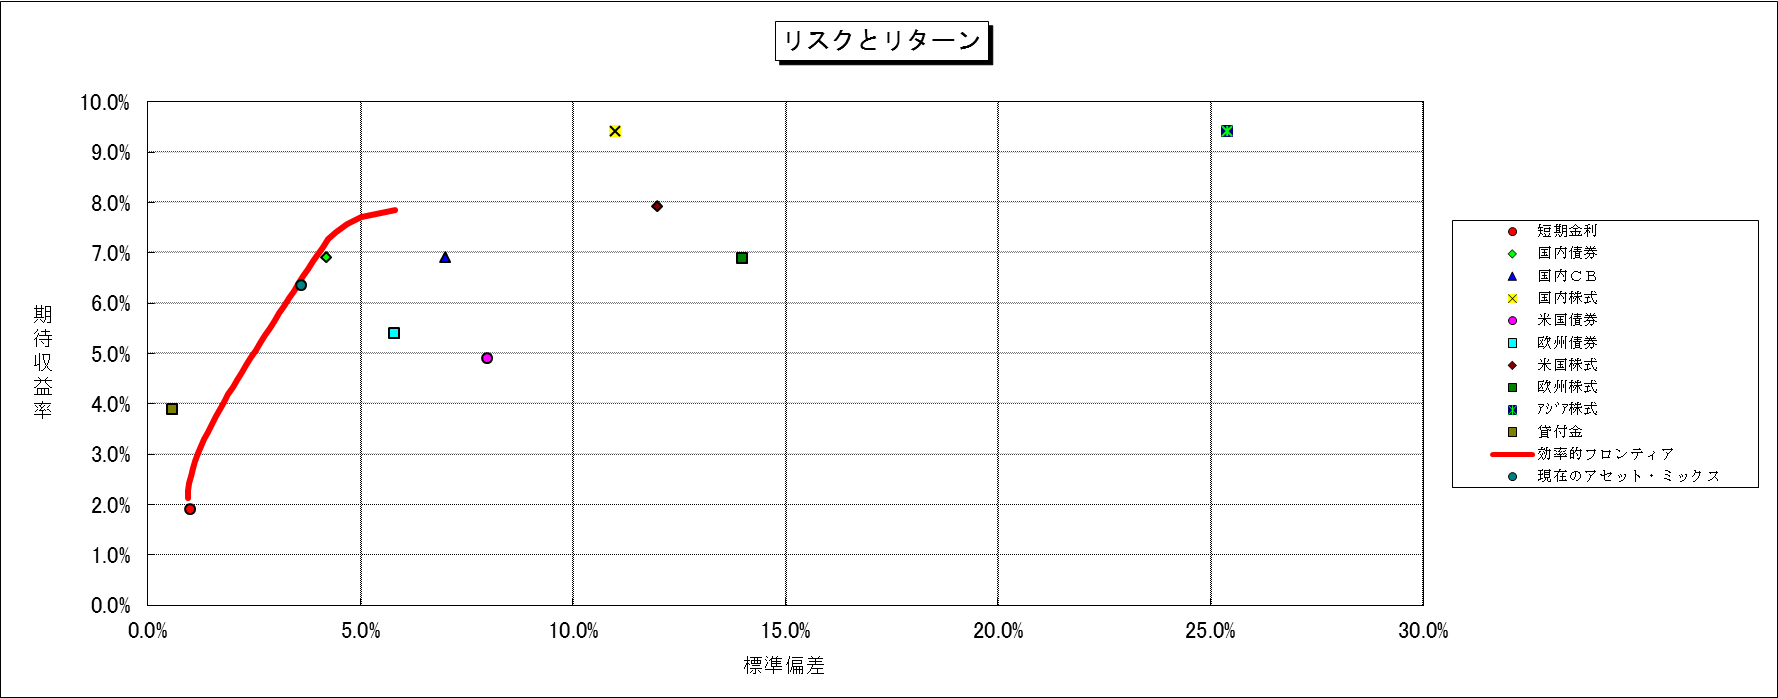 リスクとリターン
10.0%
9.0%
8.0%
7.0%
6.0%
5.0%
4.0%
3.0%
2.0%
1.0%
0.0%
期待収益率
0.0%
5.0%
10.0%
15.0%
20.0%
25.0%
30.0%
標準偏差
短期金利
国内債券
国内ＣＢ
国内株式
米国債券
欧州債券
米国株式
欧州株式
ｱｼﾞｱ株式
貸付金
効率的フロンティア
現在のアセット・ミックス